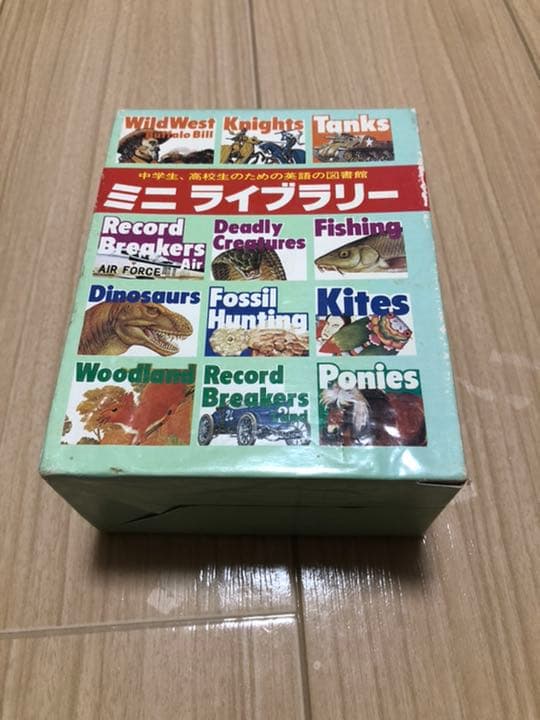 Wild West
Buffalo Bill
Knights
Tanks
中学生、高校生のための英語の図書館
ミニ ライブラリー
Record
Breakers
Air
AIR FORCE
Deadly
Creatures
Fishing
Dinosaurs
Fossil
Hunting
Kites
Woodland
Record
Breakers
Land
Ponies